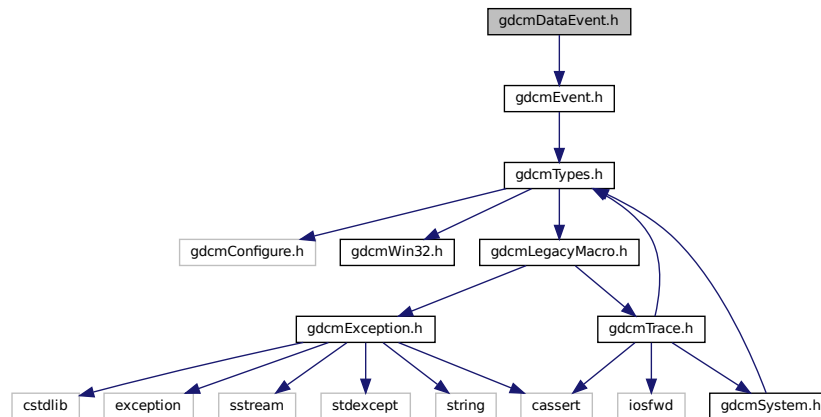 gdcmDataEvent.h
gdcmEvent.h
gdcmTypes.h
gdcmConfigure.h
gdcmWin32.h
gdcmLegacyMacro.h
gdcmException.h
gdcmTrace.h
cstdlib
exception
sstream
stdexcept
string
cassert
iosfwd
gdcmSystem.h